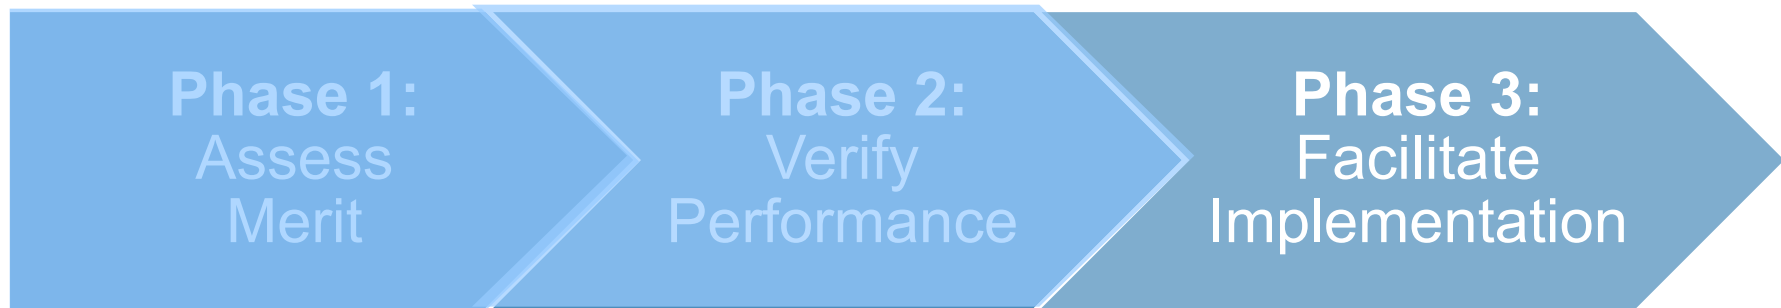 Phase 1:
Assess
Merit
Phase 2:
Verify
Performance
Phase 3:
Facilitate
Implementation